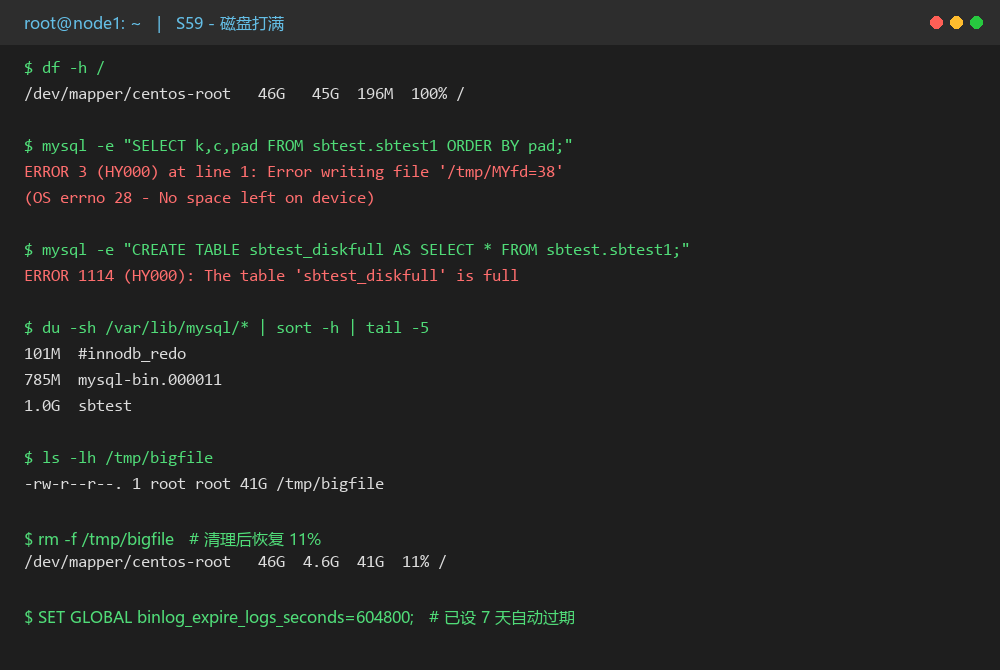 root@node1: ~ | S59 - 磁盘打满
$ df -h /
/dev/mapper/centos-root   46G   45G  196M  100% /
$ mysql -e "SELECT k,c,pad FROM sbtest.sbtest1 ORDER BY pad;"
ERROR 3 (HY000) at line 1: Error writing file '/tmp/MYfd=38'
(OS errno 28 - No space left on device)
$ mysql -e "CREATE TABLE sbtest_diskfull AS SELECT * FROM sbtest.sbtest1;"
ERROR 1114 (HY000): The table 'sbtest_diskfull' is full
$ du -sh /var/lib/mysql/* | sort -h | tail -5
101M  #innodb_redo
785M  mysql-bin.000011
1.0G  sbtest
$ ls -lh /tmp/bigfile
-rw-r--r--. 1 root root 41G /tmp/bigfile
$ rm -f /tmp/bigfile   # 清理后恢复 11%
/dev/mapper/centos-root   46G  4.6G  41G  11% /
$ SET GLOBAL binlog_expire_logs_seconds=604800;   # 已设 7 天自动过期